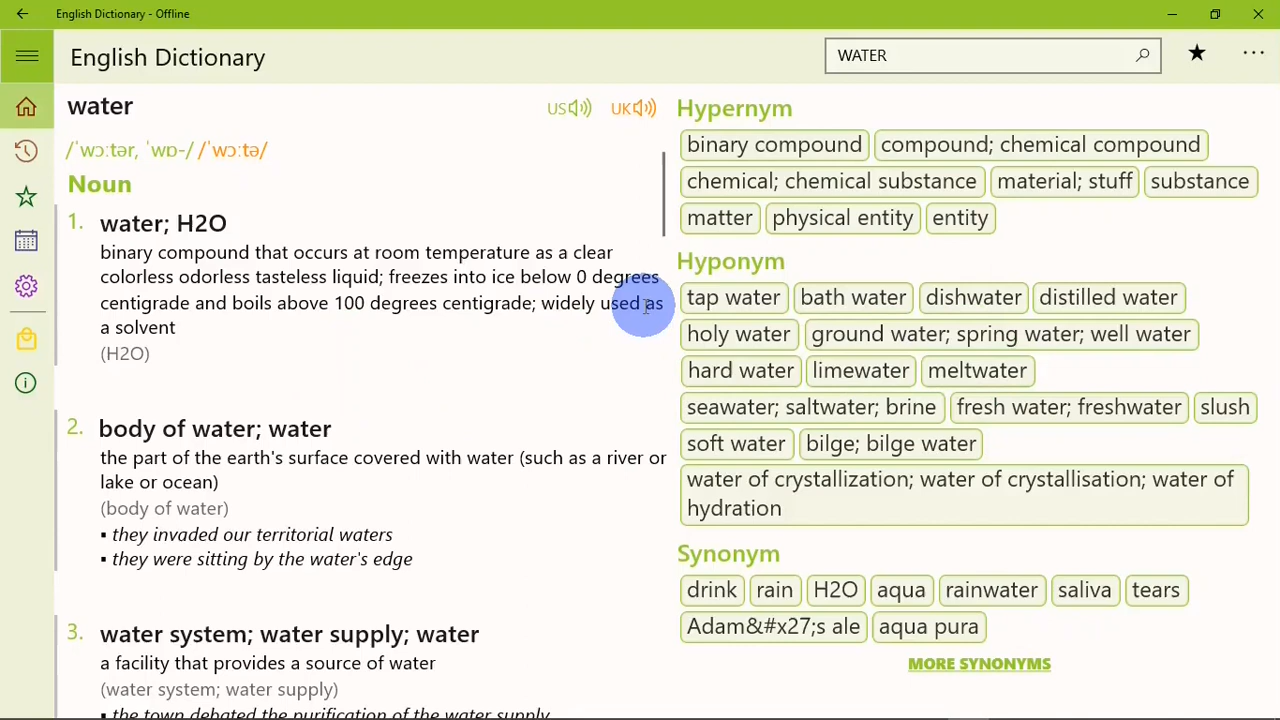 English Dictionary - Offline
English Dictionary
WATER
water
US
UK
/ˈwɔːtər, ˈwɒ-/ /ˈwɔːtə/
Noun
1. water; H2O
binary compound that occurs at room temperature as a clear
colorless odorless tasteless liquid; freezes into ice below 0 degrees
centigrade and boils above 100 degrees centigrade; widely used as
a solvent
(H2O)
2. body of water; water
the part of the earth's surface covered with water (such as a river or
lake or ocean)
(body of water)
▪ they invaded our territorial waters
▪ they were sitting by the water's edge
3. water system; water supply; water
a facility that provides a source of water
(water system; water supply)
▪ the town debated the purification of the water supply
Hypernym
binary compound compound; chemical compound
chemical; chemical substance material; stuff substance
matter physical entity entity
Hyponym
tap water bath water dishwater distilled water
holy water ground water; spring water; well water
hard water limewater meltwater
seawater; saltwater; brine fresh water; freshwater slush
soft water bilge; bilge water
water of crystallization; water of crystallisation; water of
hydration
Synonym
drink rain H2O aqua rainwater saliva tears
Adam&#x27;s ale aqua pura
MORE SYNONYMS